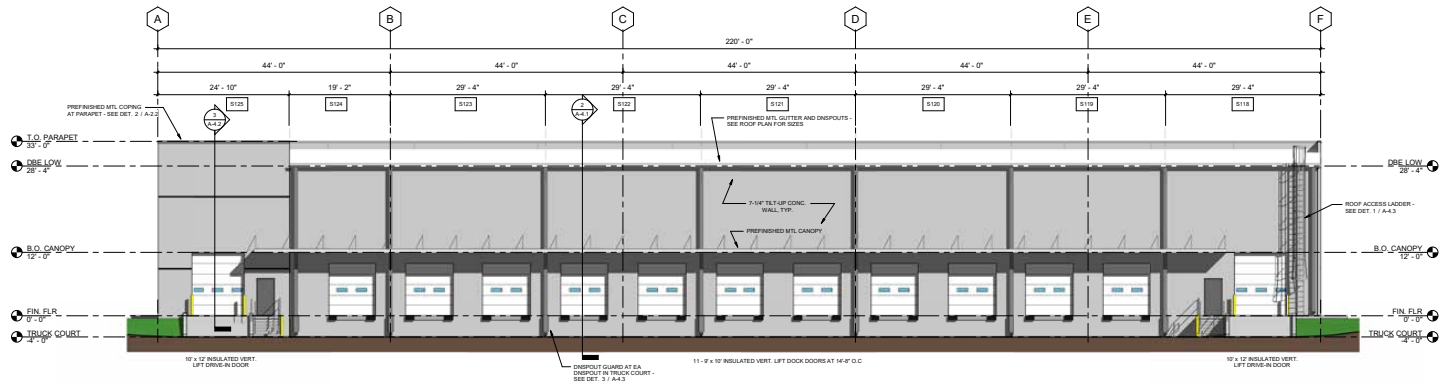 A
B
C
D
E
F
220' - 0"
44' - 0"
44' - 0"
44' - 0"
44' - 0"
44' - 0"
24' - 10"
19' - 2"
29' - 4"
29' - 4"
29' - 4"
29' - 4"
29' - 4"
29' - 4"
S125
S124
S123
S122
S121
S120
S119
S118
PREFINISHED MTL COPING
AT PARAPET - SEE DET. 2 / A-2.2
3
A-4.2
2
A-4.1
PREFINISHED MTL GUTTER AND DNSPOUTS -
SEE ROOF PLAN FOR SIZES
T.O. PARAPET
33' - 0"
DBE LOW
28' - 4"
DBE LOW
28' - 4"
7-1/4" TILT-UP CONC.
WALL, TYP.
ROOF ACCESS LADDER -
SEE DET. 1 / A-4.3
PREFINISHED MTL CANOPY
B.O. CANOPY
12' - 0"
B.O. CANOPY
12' - 0"
FIN. FLR
0' - 0"
FIN. FLR
0' - 0"
TRUCK COURT
-4' - 0"
TRUCK COURT
-4' - 0"
10' x 12' INSULATED VERT.
LIFT DRIVE-IN DOOR
DNSPOUT GUARD AT EA
DNSPOUT IN TRUCK COURT -
SEE DET. 3 / A-4.3
11 - 9' x 10' INSULATED VERT. LIFT DOCK DOORS AT 14'-8" O.C
10' x 12' INSULATED VERT.
LIFT DRIVE-IN DOOR